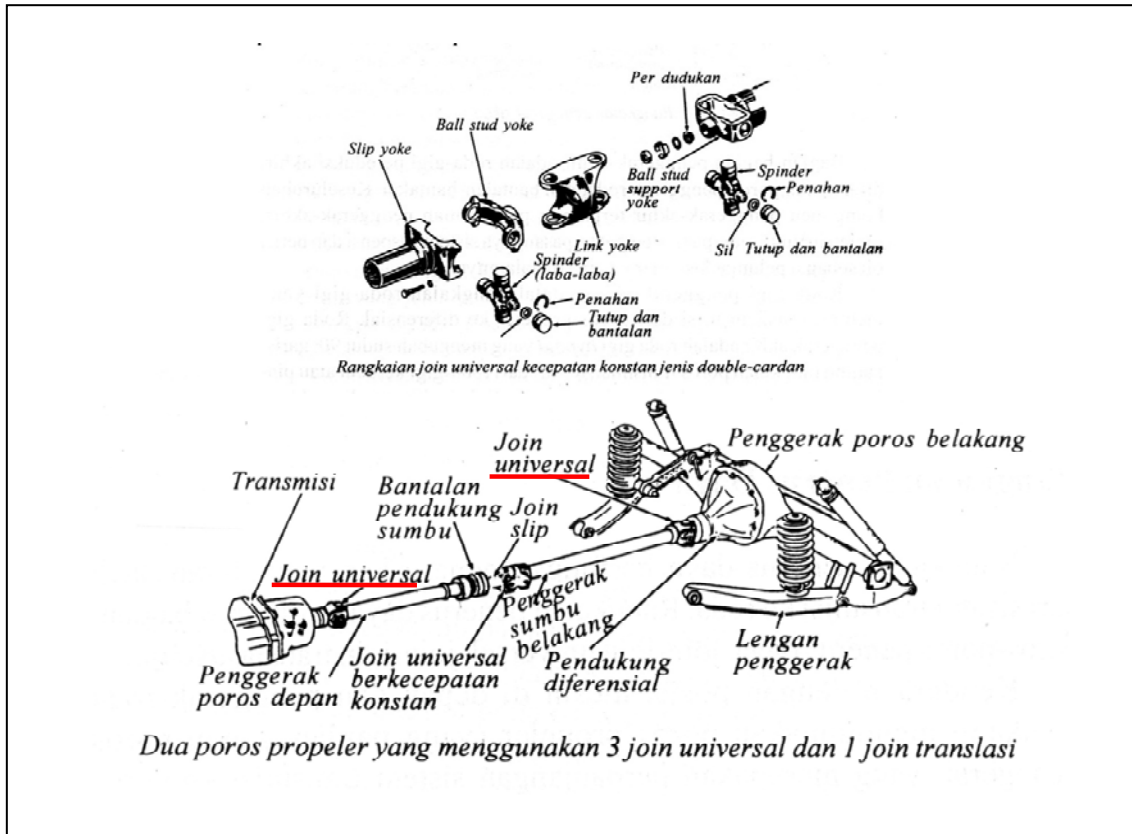 Per dudukan
Ball stud yoke
Slip yoke
Ball stud
support
yoke
Spinder
Penahan
Link yoke
Sil
Tutup dan bantalan
Spinder
(laba-laba)
Penahan
Tutup dan
bantalan
Rangkaian join universal kecepatan konstan jenis double-cardan
Join
universal
Penggerak poros belakang
Transmisi
Bantalan
pendukung
sumbu
Join
slip
Join universal
Penggerak
sumbu
belakang
Penggerak
poros depan
Join universal
berkecepatan
konstan
Pendukung
diferensial
Lengan
penggerak
Dua poros propeler yang menggunakan 3 join universal dan 1 join translasi